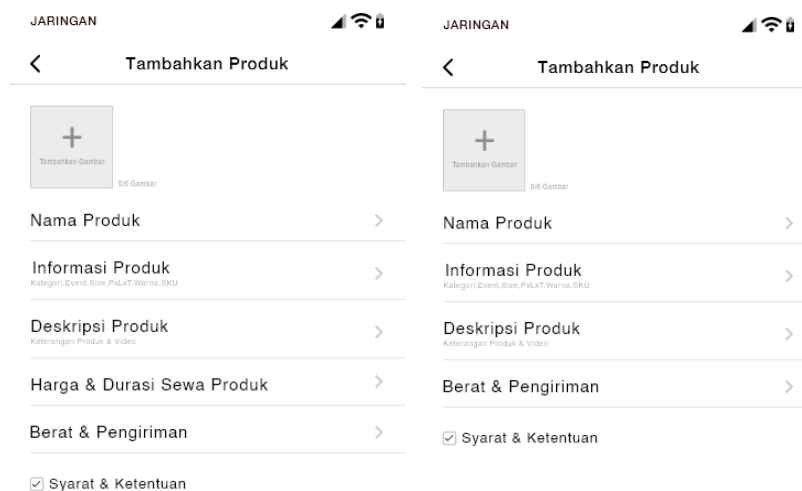 JARINGAN
Tambahkan Produk
Tambahkan Gambar
0/6 Gambar
Nama Produk
Informasi Produk
Kategori,Event,Size,PxLxT,Warna,SKU
Deskripsi Produk
Keterangan Produk & Video
Harga & Durasi Sewa Produk
Berat & Pengiriman
Syarat & Ketentuan
JARINGAN
Tambahkan Produk
Tambahkan Gambar
0/6 Gambar
Nama Produk
Informasi Produk
Kategori,Event,Size,PxLxT,Warna,SKU
Deskripsi Produk
Keterangan Produk & Video
Berat & Pengiriman
Syarat & Ketentuan